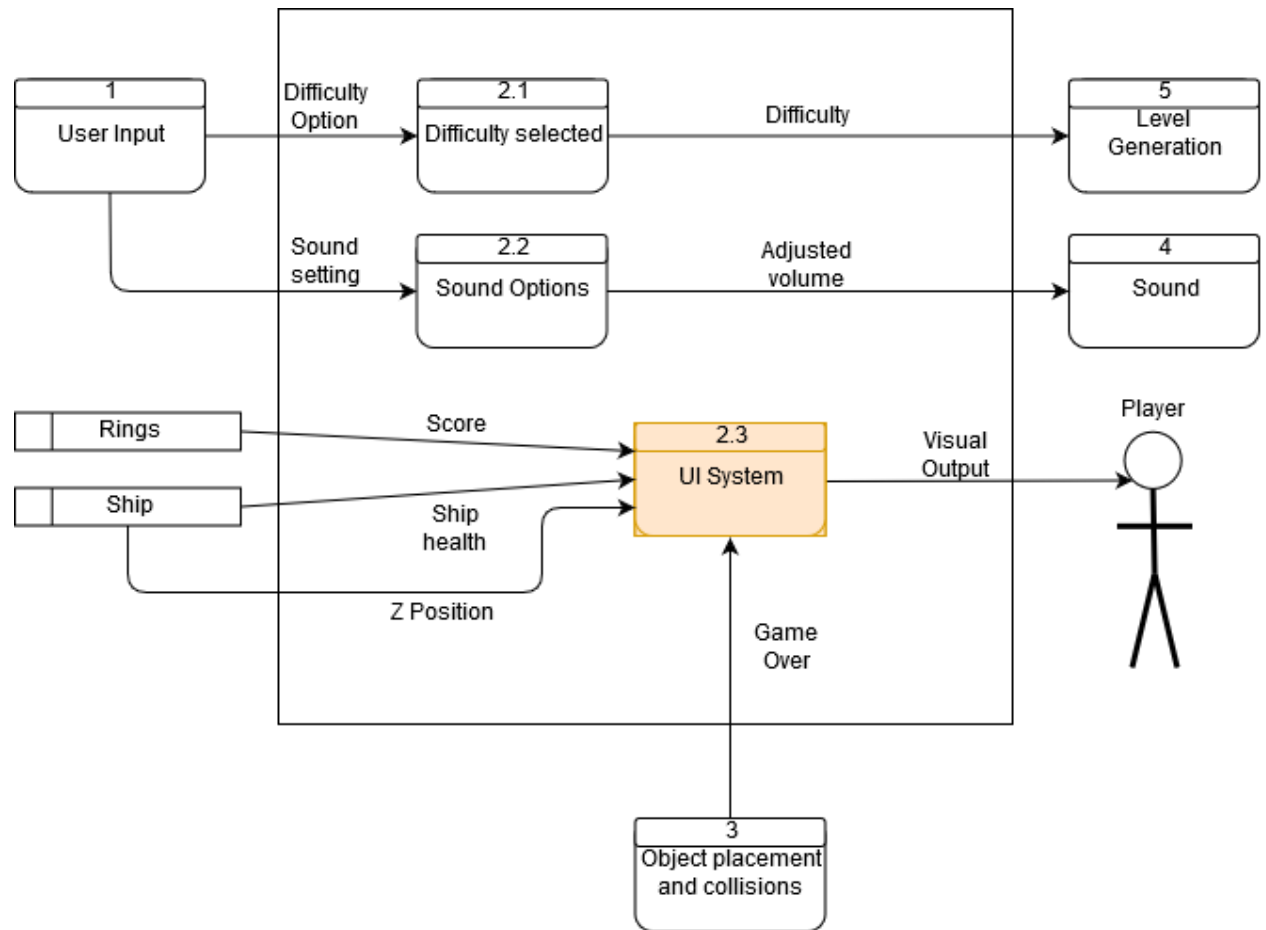 1
User Input
Difficulty
Option
2.1
Difficulty selected
Difficulty
5
Level
Generation
Sound
setting
2.2
Sound Options
Adjusted
volume
4
Sound
Rings
Score
Ship
Ship
health
Z Position
2.3
UI System
Visual
Output
Player
Game
Over
3
Object placement
and collisions